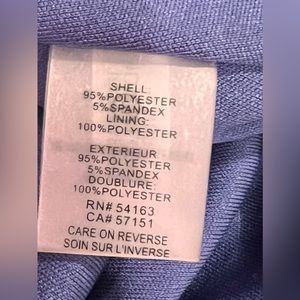 SHELL:
95%POLYESTER
5%SPANDEX
LINING:
100%POLYESTER
EXTERIEUR:
95%POLYESTER
5%SPANDEX
DOUBLURE:
100%POLYESTER
RN# 54163
CA# 57151
CARE ON REVERSE
SOIN SUR L'INVERSE